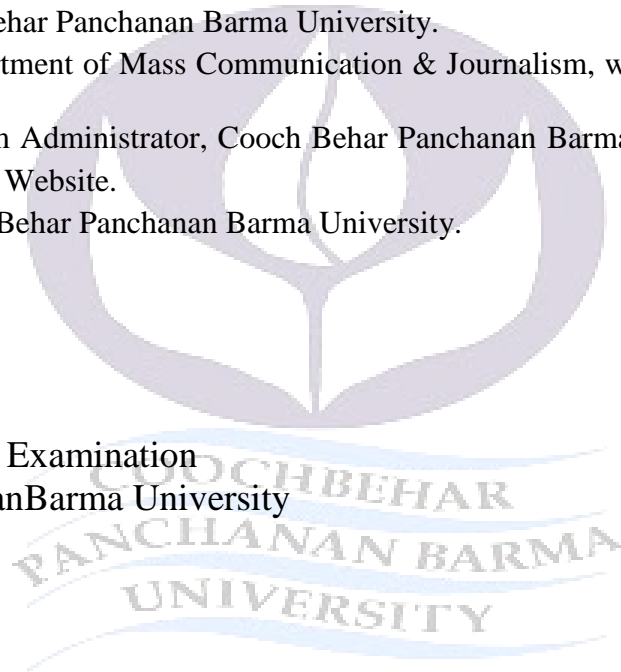 ehar Panchanan Barma University.
rtment of Mass Communication & Journalism, w
n Administrator, Cooch Behar Panchanan Barma
Website.
Behar Panchanan Barma University.
Examination
anBarma University
COOCHBEHAR
PANCHANAN BARMA
UNIVERSITY